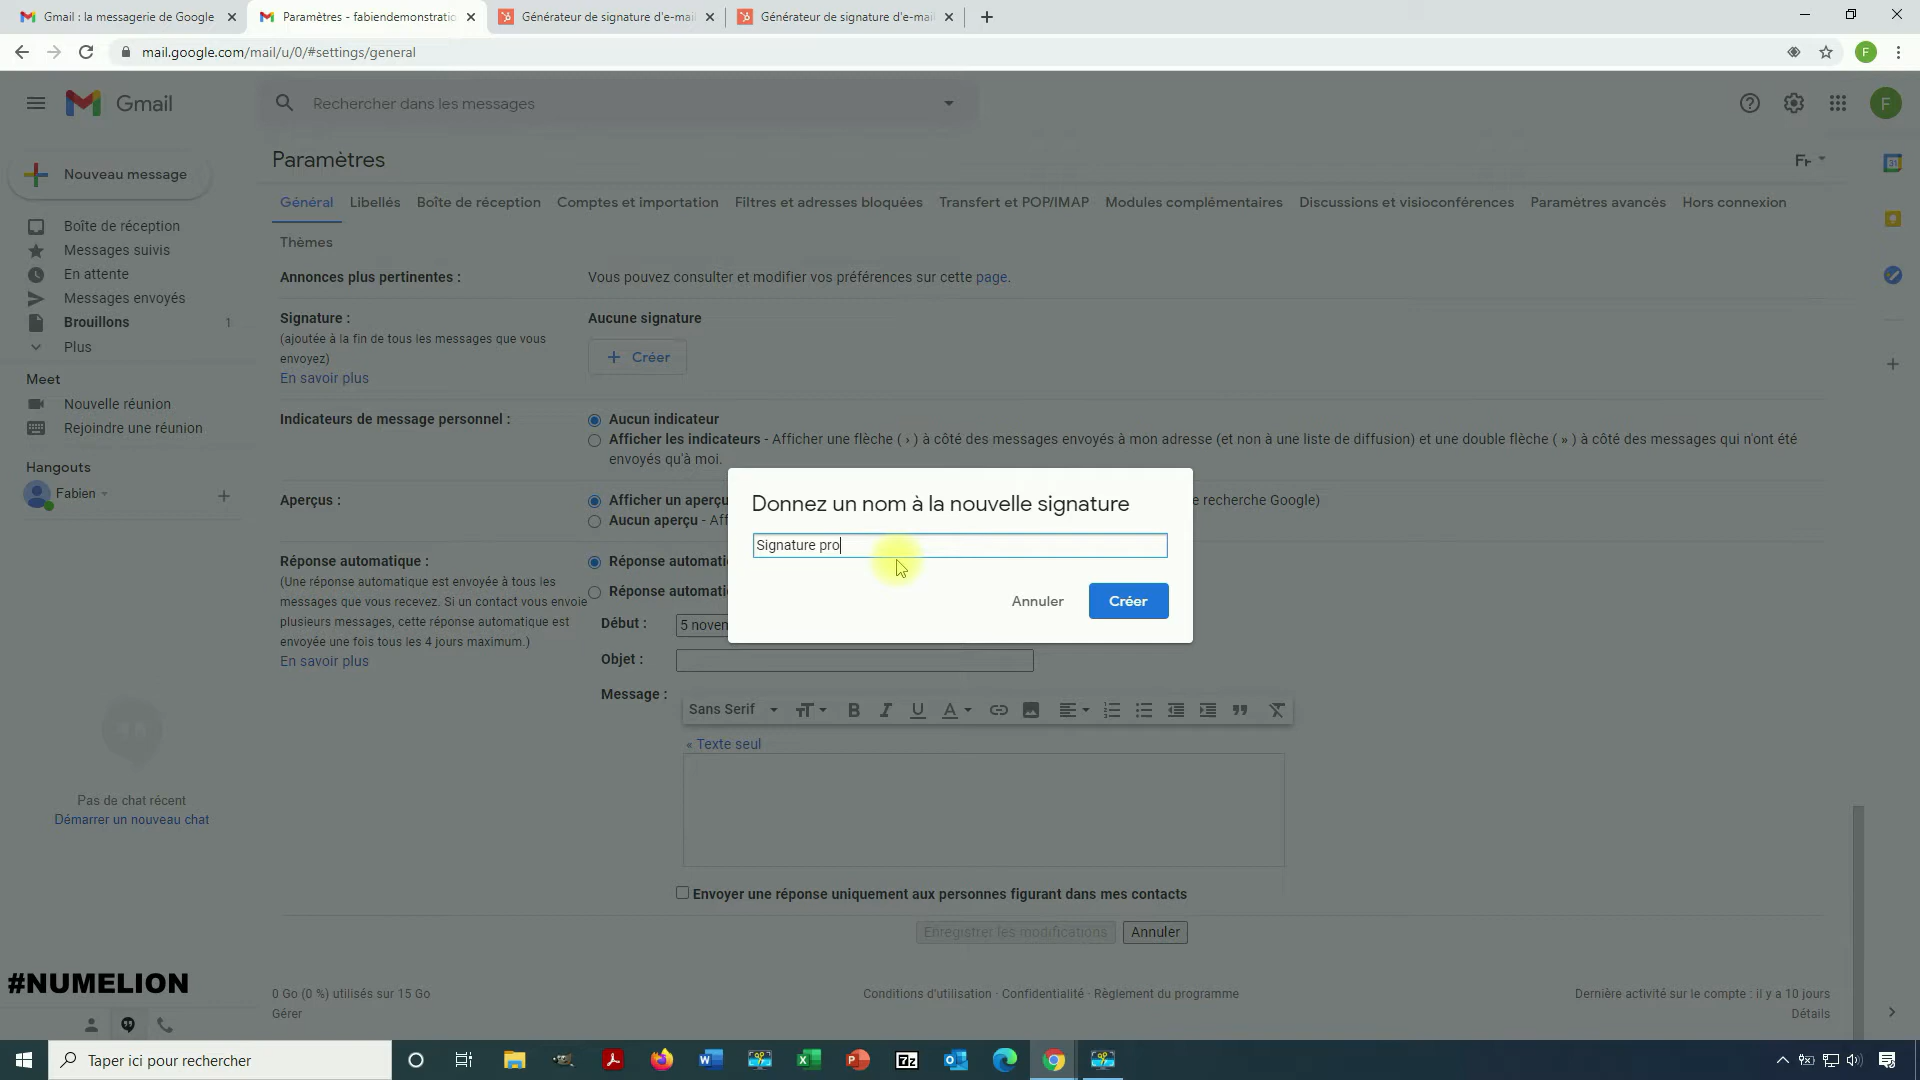 Gmail : la messagerie de Google
Paramètres - fabiendemonstratio
Générateur de signature d'e-mai
Générateur de signature d'e-mail
mail.google.com/mail/u/0/#settings/general
F
Gmail
Rechercher dans les messages
F
Paramètres
Fr
31
Nouveau message
Général
Libellés
Boîte de réception
Comptes et importation
Filtres et adresses bloquées
Transfert et POP/IMAP
Modules complémentaires
Discussions et visioconférences
Paramètres avancés
Hors connexion
Thèmes
Boîte de réception
Messages suivis
En attente
Messages envoyés
Brouillons 1
Plus
Meet
Nouvelle réunion
Rejoindre une réunion
Hangouts
Fabien
Pas de chat récent
Démarrer un nouveau chat
Annonces plus pertinentes :
Vous pouvez consulter et modifier vos préférences sur cette page.
Signature :
(ajoutée à la fin de tous les messages que vous
envoyez)
En savoir plus
Aucune signature
Créer
Indicateurs de message personnel :
Aucun indicateur
Afficher les indicateurs - Afficher une flèche ( › ) à côté des messages envoyés à mon adresse (et non à une liste de diffusion) et une double flèche ( » ) à côté des messages qui n'ont été
envoyés qu'à moi.
Aperçus :
Afficher un aperçu
e recherche Google)
Aucun aperçu - Aff
Donnez un nom à la nouvelle signature
Signature pro
Annuler
Créer
Réponse automatique :
(Une réponse automatique est envoyée à tous les
messages que vous recevez. Si un contact vous envoie
plusieurs messages, cette réponse automatique est
envoyée une fois tous les 4 jours maximum.)
En savoir plus
Réponse automati
Réponse automati
Début :
5 noven
Objet :
Message :
Sans Serif
« Texte seul
Envoyer une réponse uniquement aux personnes figurant dans mes contacts
Enregistrer les modifications
Annuler
#NUMELION
0 Go (0 %) utilisés sur 15 Go
Gérer
Conditions d'utilisation · Confidentialité · Règlement du programme
Dernière activité sur le compte : il y a 10 jours
Détails
Taper ici pour rechercher
7z